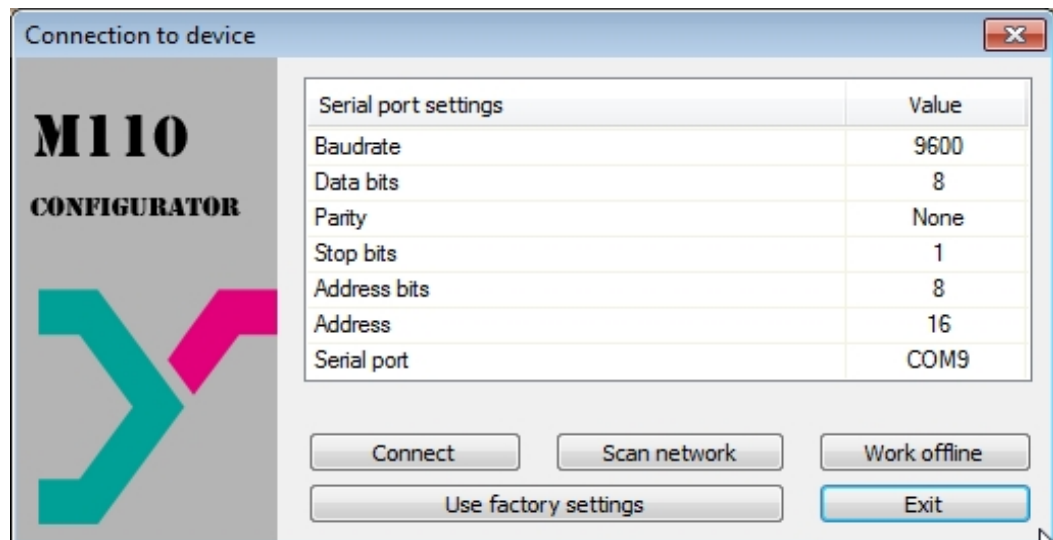 Connection to device
M110
CONFIGURATOR
Serial port settings Value
Baudrate 9600
Data bits 8
Parity None
Stop bits 1
Address bits 8
Address 16
Serial port COM9
Connect Scan network Work offline
Use factory settings Exit